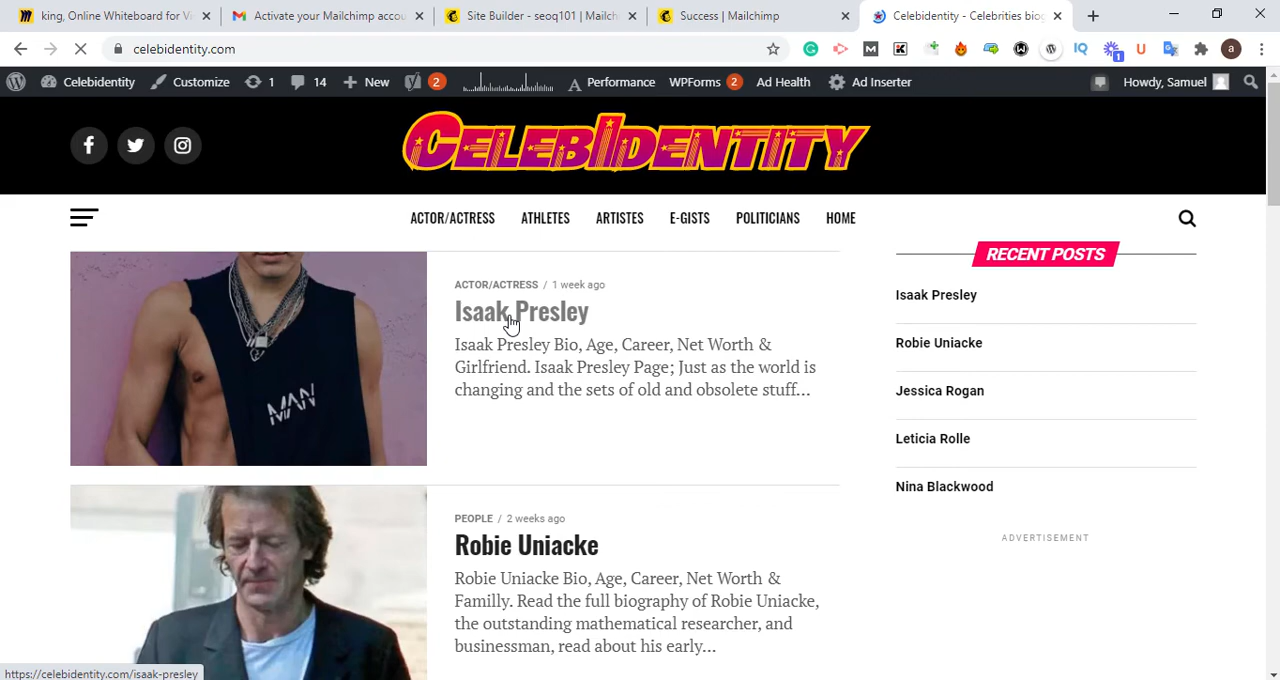 king, Online Whiteboard for Vi
Activate your Mailchimp accou
Site Builder - seoq101 | Mailch
Success | Mailchimp
Celebidentity - Celebrities biog
celebidentity.com
Celebidentity
Customize
1
14
New
2
Performance
WPForms 2
Ad Health
Ad Inserter
Howdy, Samuel
CELEBIDENTITY
ACTOR/ACTRESS
ATHLETES
ARTISTES
E-GISTS
POLITICIANS
HOME
MAN
ACTOR/ACTRESS / 1 week ago
Isaak Presley
Isaak Presley Bio, Age, Career, Net Worth &
Girlfriend. Isaak Presley Page; Just as the world is
changing and the sets of old and obsolete stuff...
PEOPLE / 2 weeks ago
Robie Uniacke
Robie Uniacke Bio, Age, Career, Net Worth &
Familly. Read the full biography of Robie Uniacke,
the outstanding mathematical researcher, and
businessman, read about his early...
RECENT POSTS
Isaak Presley
Robie Uniacke
Jessica Rogan
Leticia Rolle
Nina Blackwood
ADVERTISEMENT
https://celebidentity.com/isaak-presley